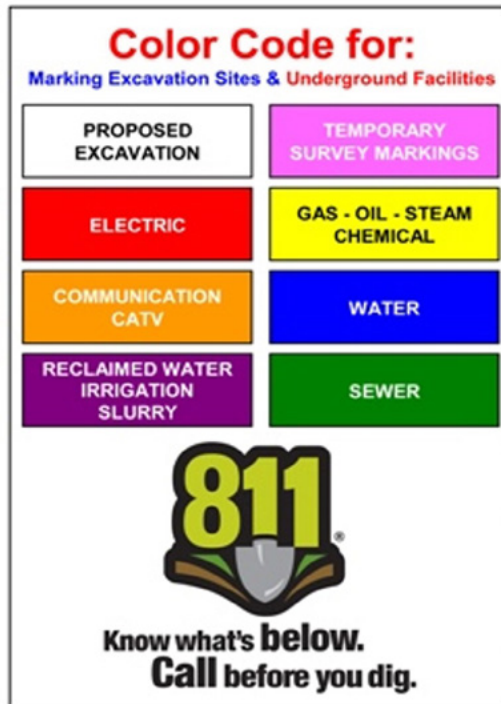 Color Code for:
Marking Excavation Sites & Underground Facilities
PROPOSED
EXCAVATION
TEMPORARY
SURVEY MARKINGS
ELECTRIC
GAS - OIL - STEAM
CHEMICAL
COMMUNICATION
CATV
WATER
RECLAIMED WATER
IRRIGATION
SLURRY
SEWER
811®
Know what's below.
Call before you dig.